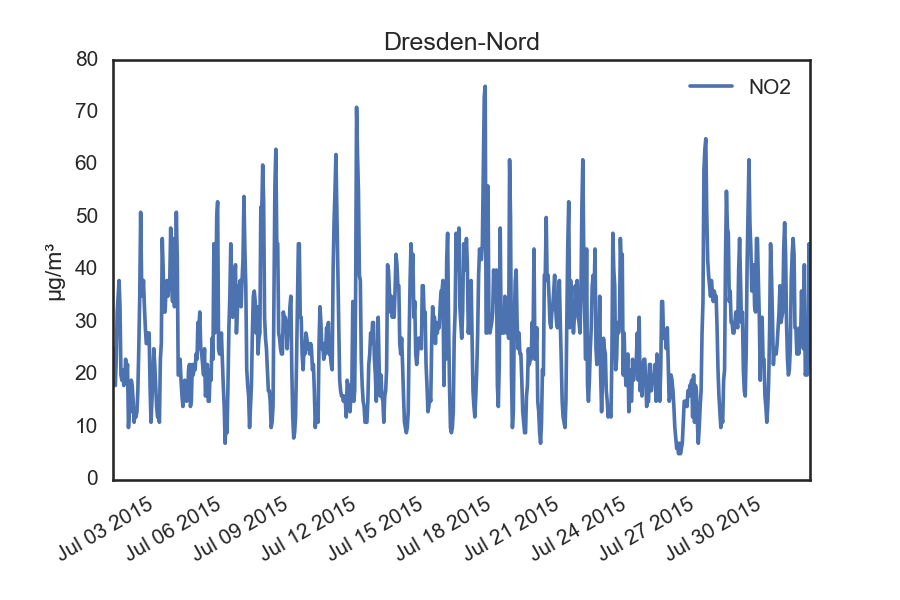 Dresden-Nord
80
70
60
50
40
30
20
10
0
µg/m³
NO2
Jul 03 2015
Jul 06 2015
Jul 09 2015
Jul 12 2015
Jul 15 2015
Jul 18 2015
Jul 21 2015
Jul 24 2015
Jul 27 2015
Jul 30 2015